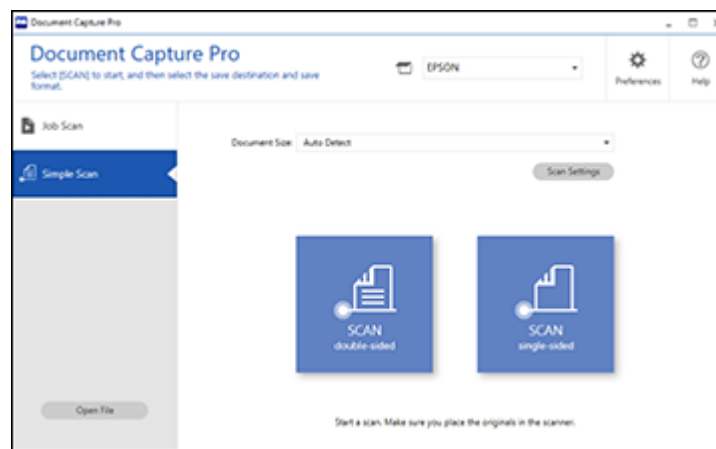 Document Capture Pro
Document Capture Pro
Select [SCAN] to start, and then select the save destination and save
format.
EPSON
Preferences
Help
Job Scan
Simple Scan
Document Size: Auto Detect
Scan Settings
SCAN
double-sided
SCAN
single-sided
Open File
Start a scan. Make sure you place the originals in the scanner.